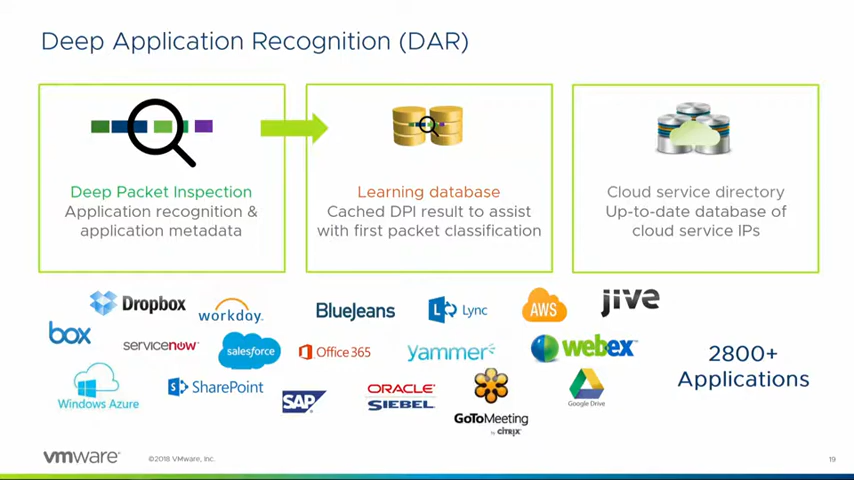 Deep Application Recognition (DAR)
Deep Packet Inspection
Application recognition &
application metadata
Learning database
Cached DPI result to assist
with first packet classification
Cloud service directory
Up-to-date database of
cloud service IPs
Dropbox
workday.
BLUEJEANS
Lync
AWS
jive
box
servicenow
salesforce
Office 365
yammer
webex
2800+
Applications
Windows Azure
SharePoint
SAP
ORACLE
SIEBEL
GoToMeeting
by CITRIX
Google Drive
vmware
©2018 VMware, Inc.
19